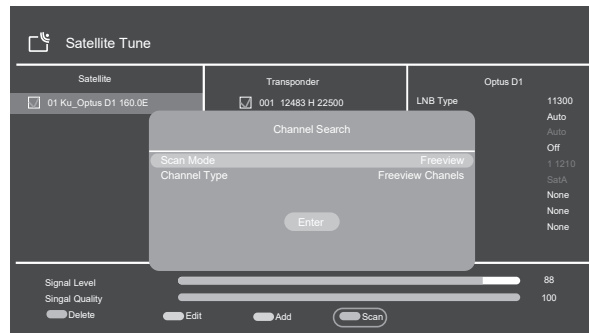 Satellite Tune
Satellite
Transponder
Optus D1
01 Ku_Optus D1 160.0E
001 12483 H 22500
LNB Type 11300
Auto
Auto
Off
1 1210
SatA
None
None
None
Channel Search
Scan Mode Freeview
Channel Type Freeview Chanels
Enter
Signal Level 88
Singal Quality 100
Delete Edit Add Scan